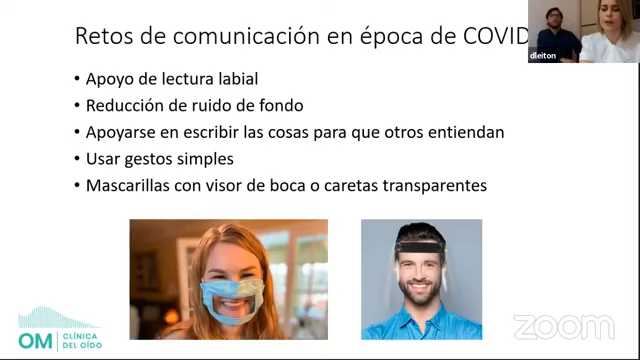 Retos de comunicación en época de COVID
dleiton
• Apoyo de lectura labial
• Reducción de ruido de fondo
• Apoyarse en escribir las cosas para que otros entiendan
• Usar gestos simples
• Mascarillas con visor de boca o caretas transparentes
OM CLÍNICA
DEL OÍDO
zoom